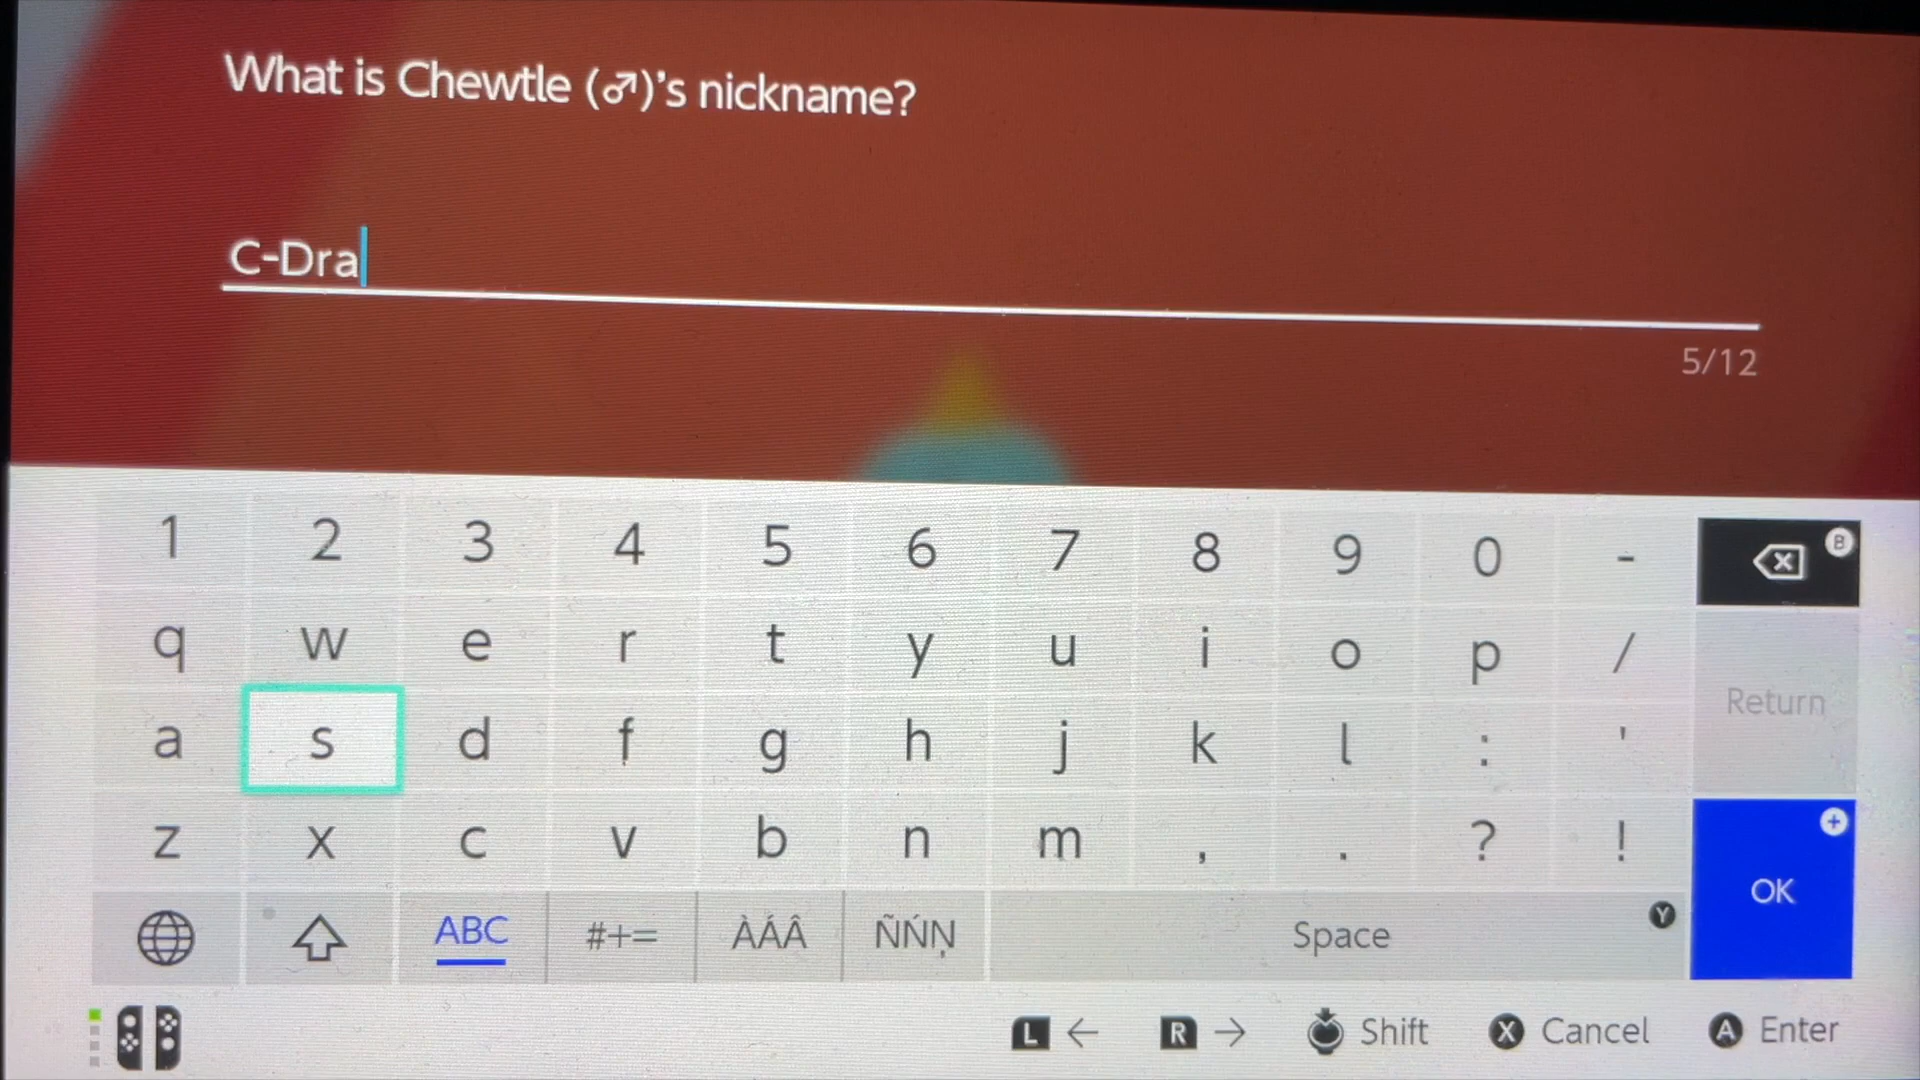 What is Chewtle (♂)'s nickname?
C-Dra
5/12
1 2 3 4 5 6 7 8 9 0 - B
q w e r t y u i o p /
Return
a s d f g h j k l : '
z x c v b n m , . ? ! +
OK
ABC #+= ÀÁÂ ÑŃŅ Space Y
L ← R → Shift X Cancel A Enter